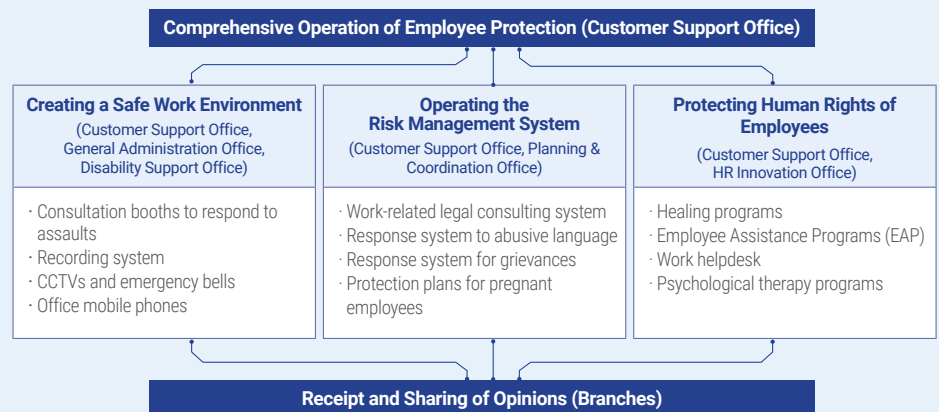 Comprehensive Operation of Employee Protection (Customer Support Office)
Creating a Safe Work Environment
(Customer Support Office,
General Administration Office,
Disability Support Office)
· Consultation booths to respond to
assaults
· Recording system
· CCTVs and emergency bells
· Office mobile phones
Operating the
Risk Management System
(Customer Support Office, Planning &
Coordination Office)
· Work-related legal consulting system
· Response system to abusive language
· Response system for grievances
· Protection plans for pregnant
employees
Protecting Human Rights of
Employees
(Customer Support Office,
HR Innovation Office)
· Healing programs
· Employee Assistance Programs (EAP)
· Work helpdesk
· Psychological therapy programs
Receipt and Sharing of Opinions (Branches)